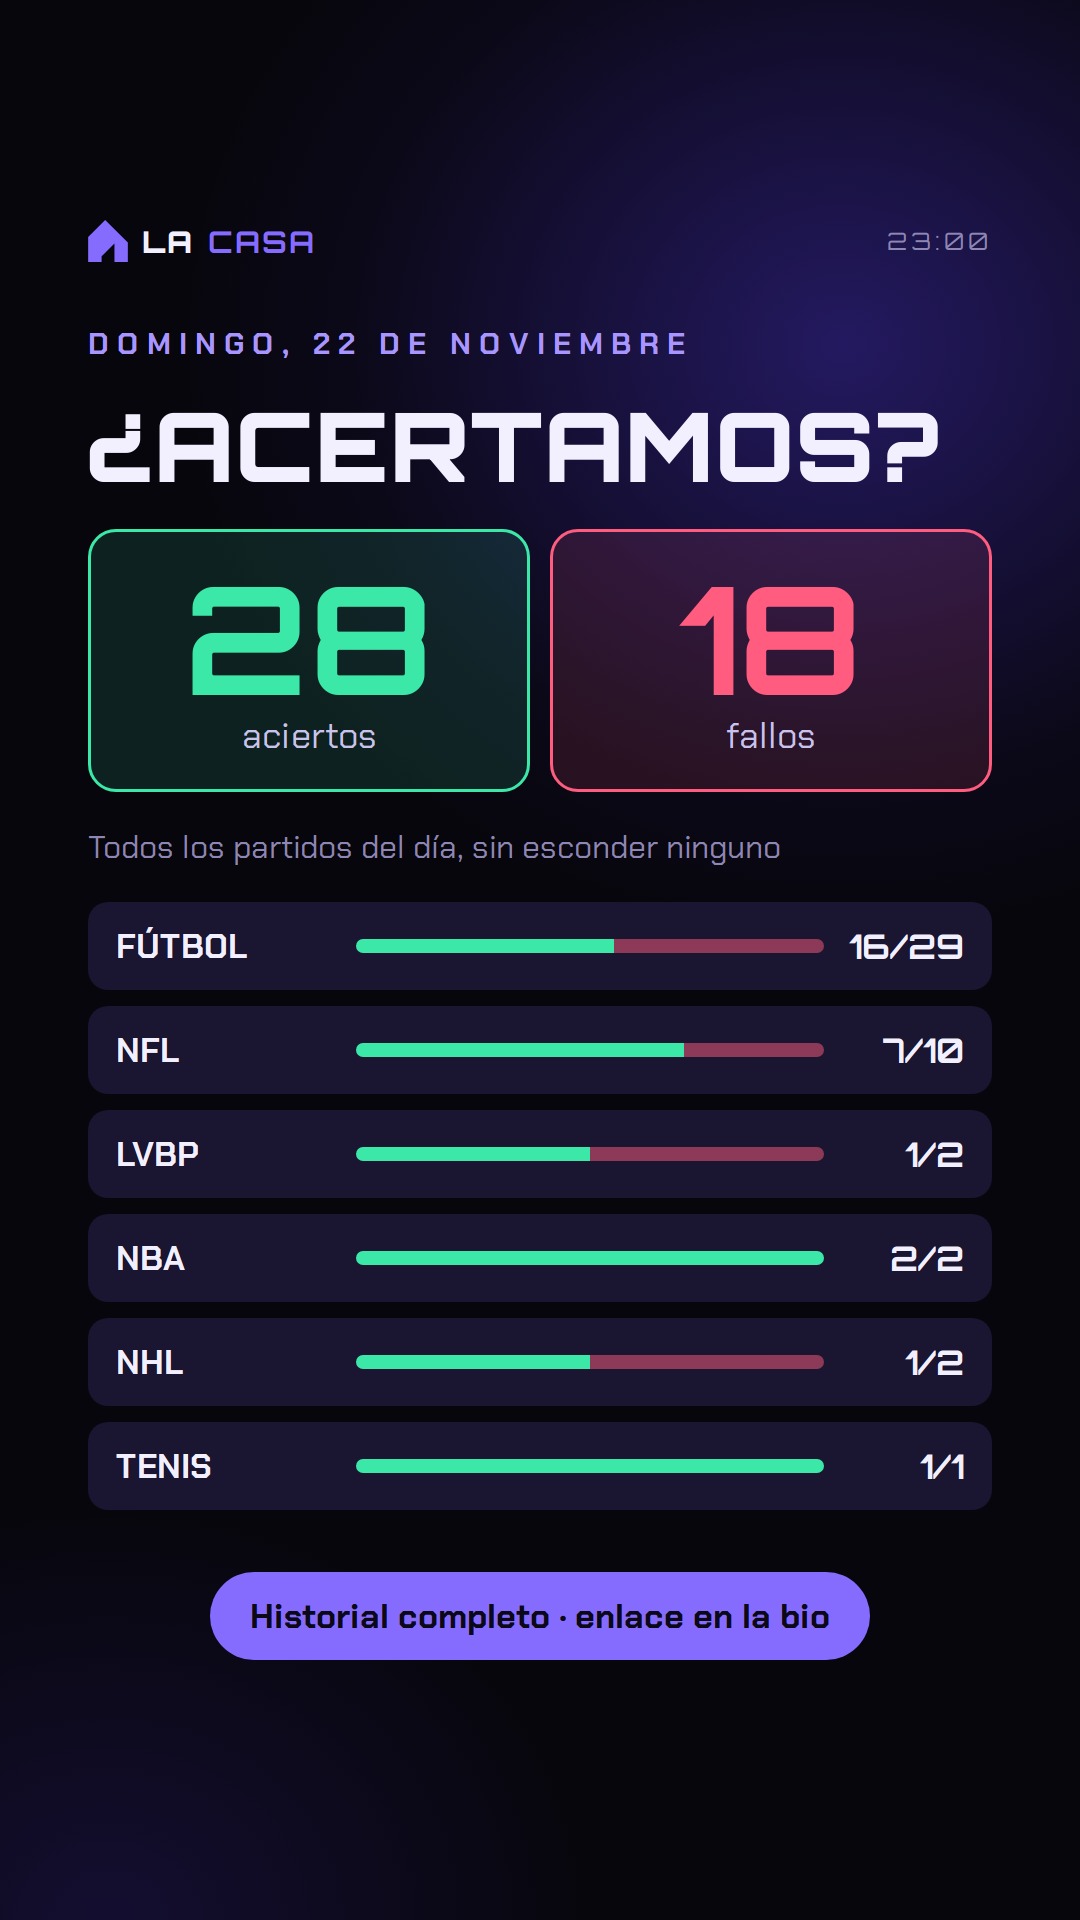 LA CASA
23:00
DOMINGO, 22 DE NOVIEMBRE
¿ACERTAMOS?
28
aciertos
18
fallos
Todos los partidos del día, sin esconder ninguno
FÚTBOL 16/29
NFL 7/10
LVBP 1/2
NBA 2/2
NHL 1/2
TENIS 1/1
Historial completo · enlace en la bio